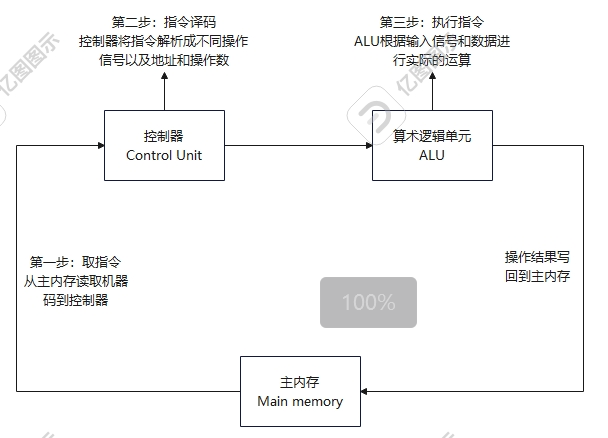 第二步：指令译码
控制器将指令解析成不同操作
信号以及地址和操作数
第三步：执行指令
ALU根据输入信号和数据进
行实际的运算
亿图图示
亿图图示
控制器
Control Unit
算术逻辑单元
ALU
第一步：取指令
从主内存读取机器
码到控制器
操作结果写
回到主内存
100%
主内存
Main memory